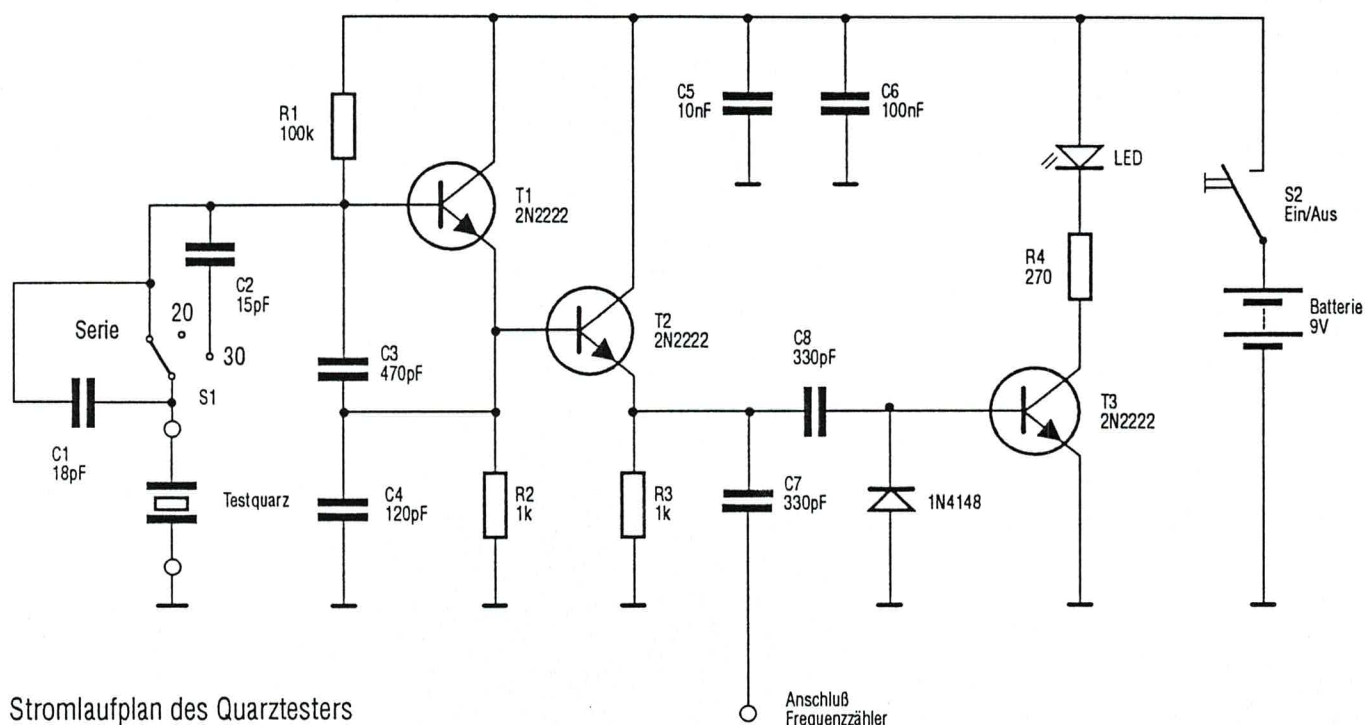 R1
100k
T1
2N2222
C2
15pF
Serie
20
30
S1
C1
18pF
Testquarz
C3
470pF
C4
120pF
R2
1k
T2
2N2222
R3
1k
C5
10nF
C6
100nF
C8
330pF
C7
330pF
1N4148
LED
R4
270
T3
2N2222
S2
Ein/Aus
Batterie
9V
Anschluß
Frequenzzähler
Stromlaufplan des Quarztesters